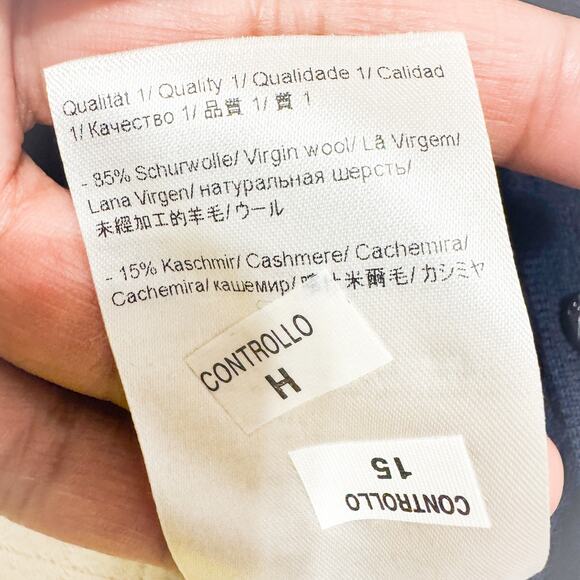 Qualität 1/ Quality 1/ Qualidade 1/ Calidad
1/ Качество 1/ 品質 1/ 質 1
- 85% Schurwolle/ Virgin wool/ Lã Virgem/
Lana Virgen/ натуральная шерсть/
未經加工的羊毛/ ウール
- 15% Kaschmir/ Cashmere/ Cachemira/
Cachemira/ кашемир/ 喀什米爾毛/ カシミヤ
CONTROLLO
H
CONTROLLO
15